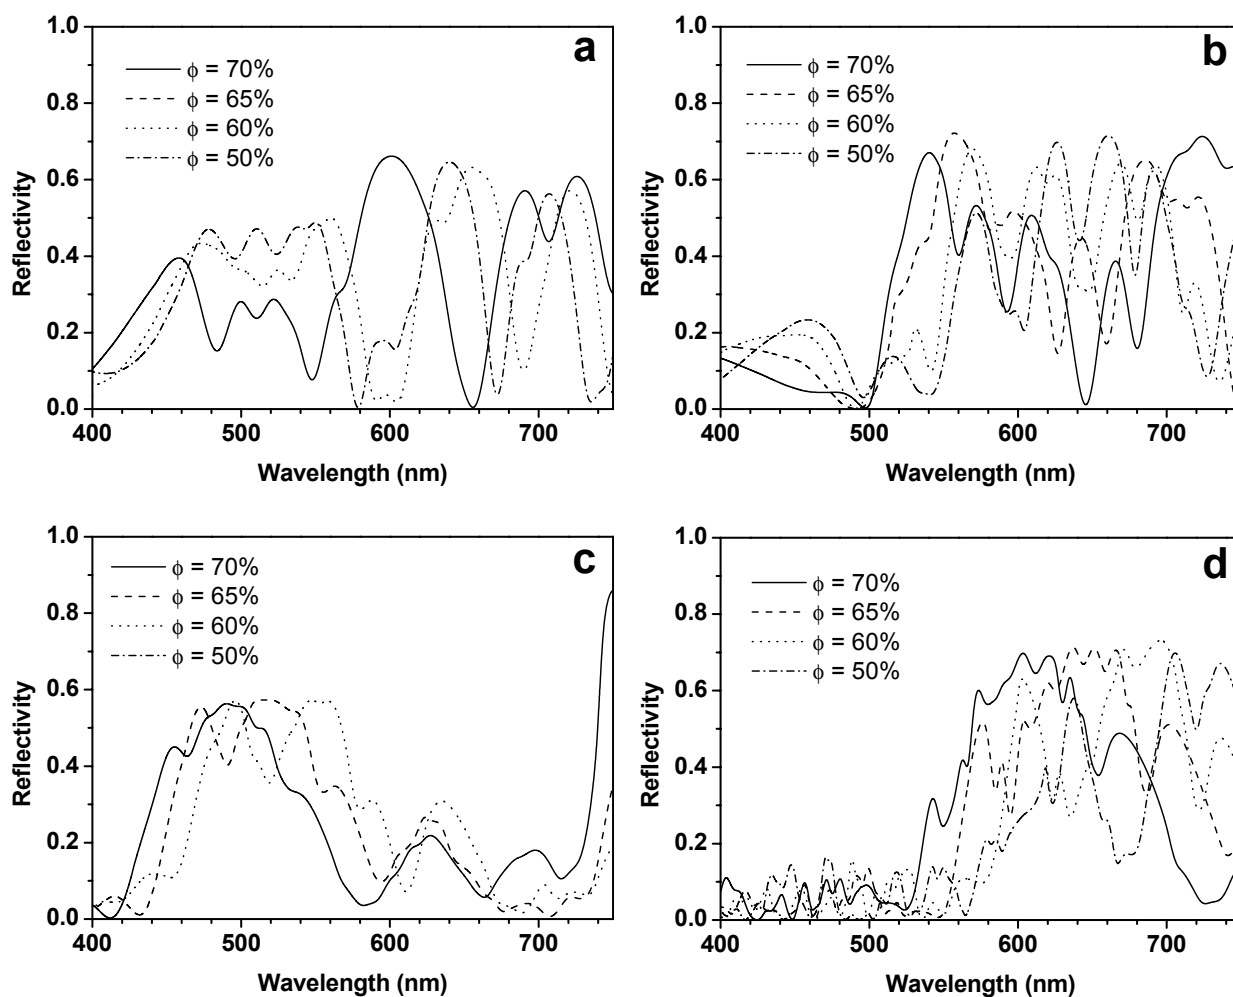 a
ϕ = 70%
ϕ = 65%
ϕ = 60%
ϕ = 50%
Reflectivity
1.0
0.8
0.6
0.4
0.2
0.0
400 500 600 700
Wavelength (nm)
b
ϕ = 70%
ϕ = 65%
ϕ = 60%
ϕ = 50%
Reflectivity
1.0
0.8
0.6
0.4
0.2
0.0
400 500 600 700
Wavelength (nm)
c
ϕ = 70%
ϕ = 65%
ϕ = 60%
ϕ = 50%
Reflectivity
1.0
0.8
0.6
0.4
0.2
0.0
400 500 600 700
Wavelength (nm)
d
ϕ = 70%
ϕ = 65%
ϕ = 60%
ϕ = 50%
Reflectivity
1.0
0.8
0.6
0.4
0.2
0.0
400 500 600 700
Wavelength (nm)